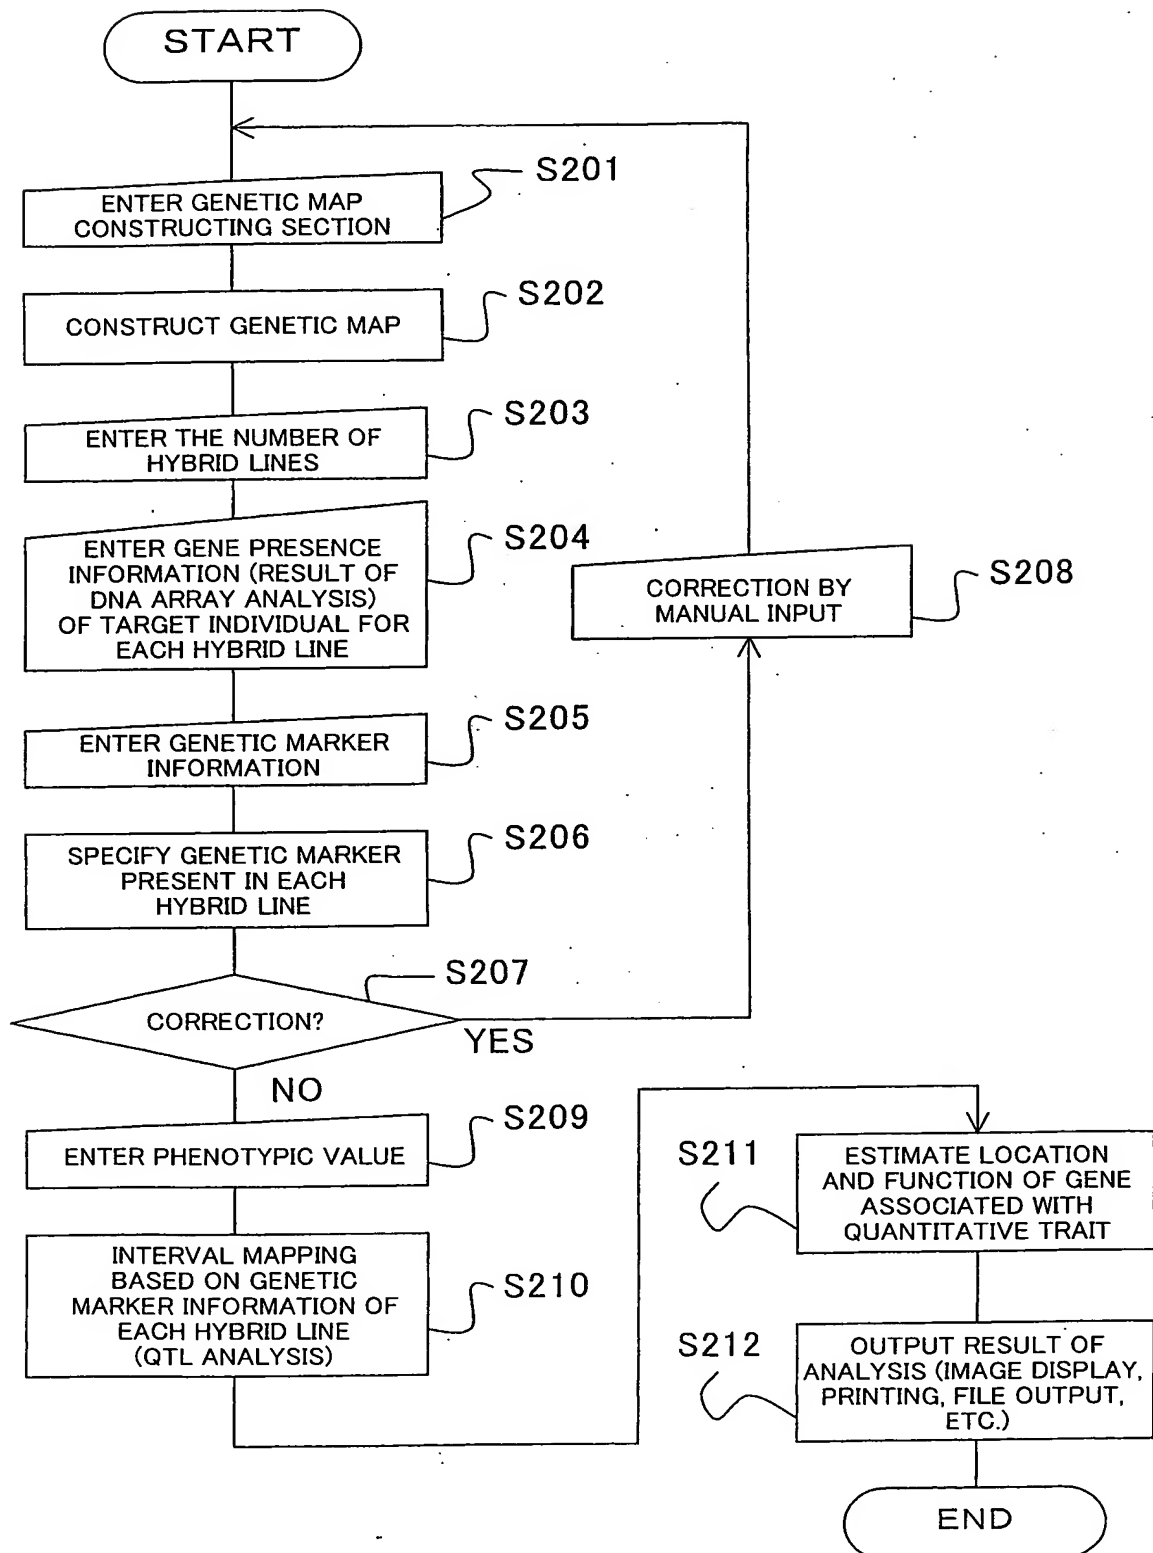 START
S201
ENTER GENETIC MAP
CONSTRUCTING SECTION
S202
CONSTRUCT GENETIC MAP
S203
ENTER THE NUMBER OF
HYBRID LINES
S204
ENTER GENE PRESENCE
INFORMATION (RESULT OF
DNA ARRAY ANALYSIS)
OF TARGET INDIVIDUAL FOR
EACH HYBRID LINE
CORRECTION BY
MANUAL INPUT
S208
S205
ENTER GENETIC MARKER
INFORMATION
S206
SPECIFY GENETIC MARKER
PRESENT IN EACH
HYBRID LINE
S207
CORRECTION?
YES
NO
S209
ENTER PHENOTYPIC VALUE
S210
INTERVAL MAPPING
BASED ON GENETIC
MARKER INFORMATION OF
EACH HYBRID LINE
(QTL ANALYSIS)
S211
ESTIMATE LOCATION
AND FUNCTION OF GENE
ASSOCIATED WITH
QUANTITATIVE TRAIT
S212
OUTPUT RESULT OF
ANALYSIS (IMAGE DISPLAY,
PRINTING, FILE OUTPUT,
ETC.)
END